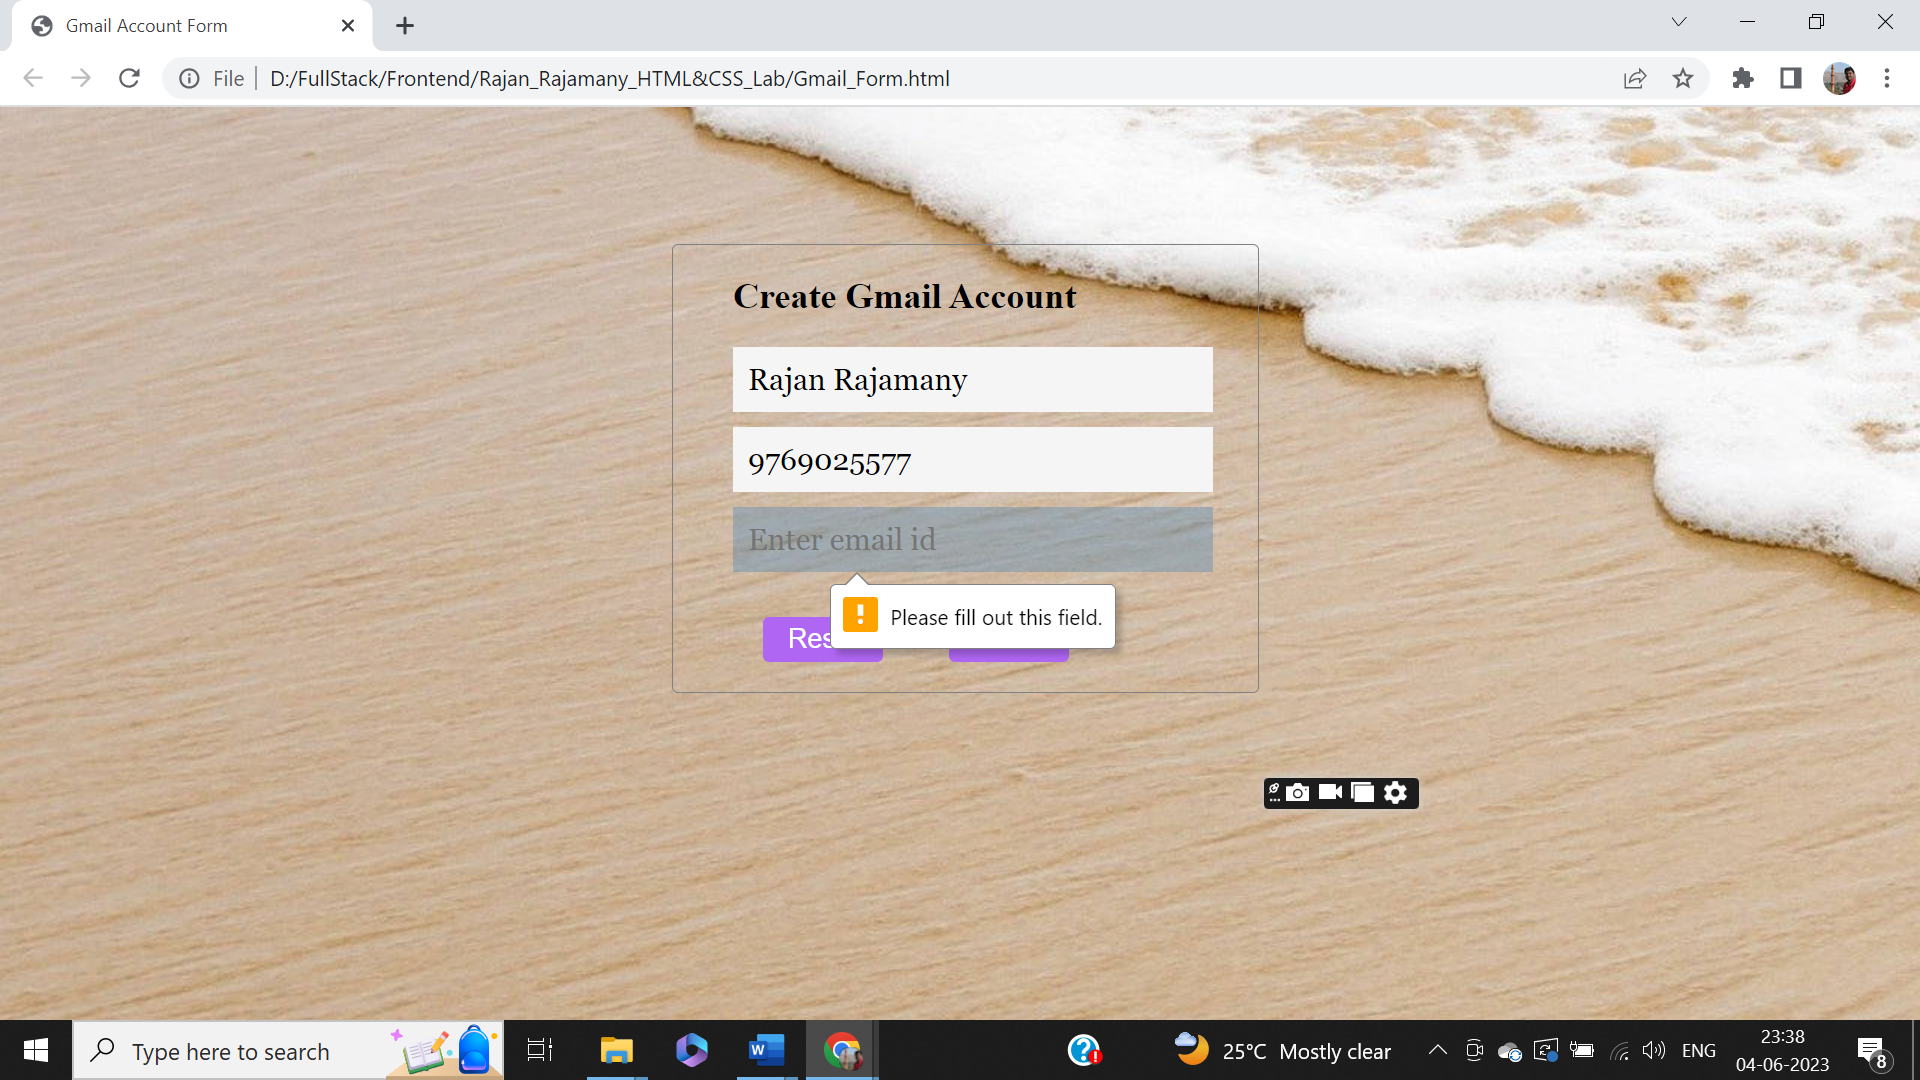 Gmail Account Form
File
D:/FullStack/Frontend/Rajan_Rajamany_HTML&CSS_Lab/Gmail_Form.html
Create Gmail Account
Rajan Rajamany
9769025577
Enter email id
Please fill out this field.
Type here to search
25°C Mostly clear
ENG
23:38
04-06-2023
8